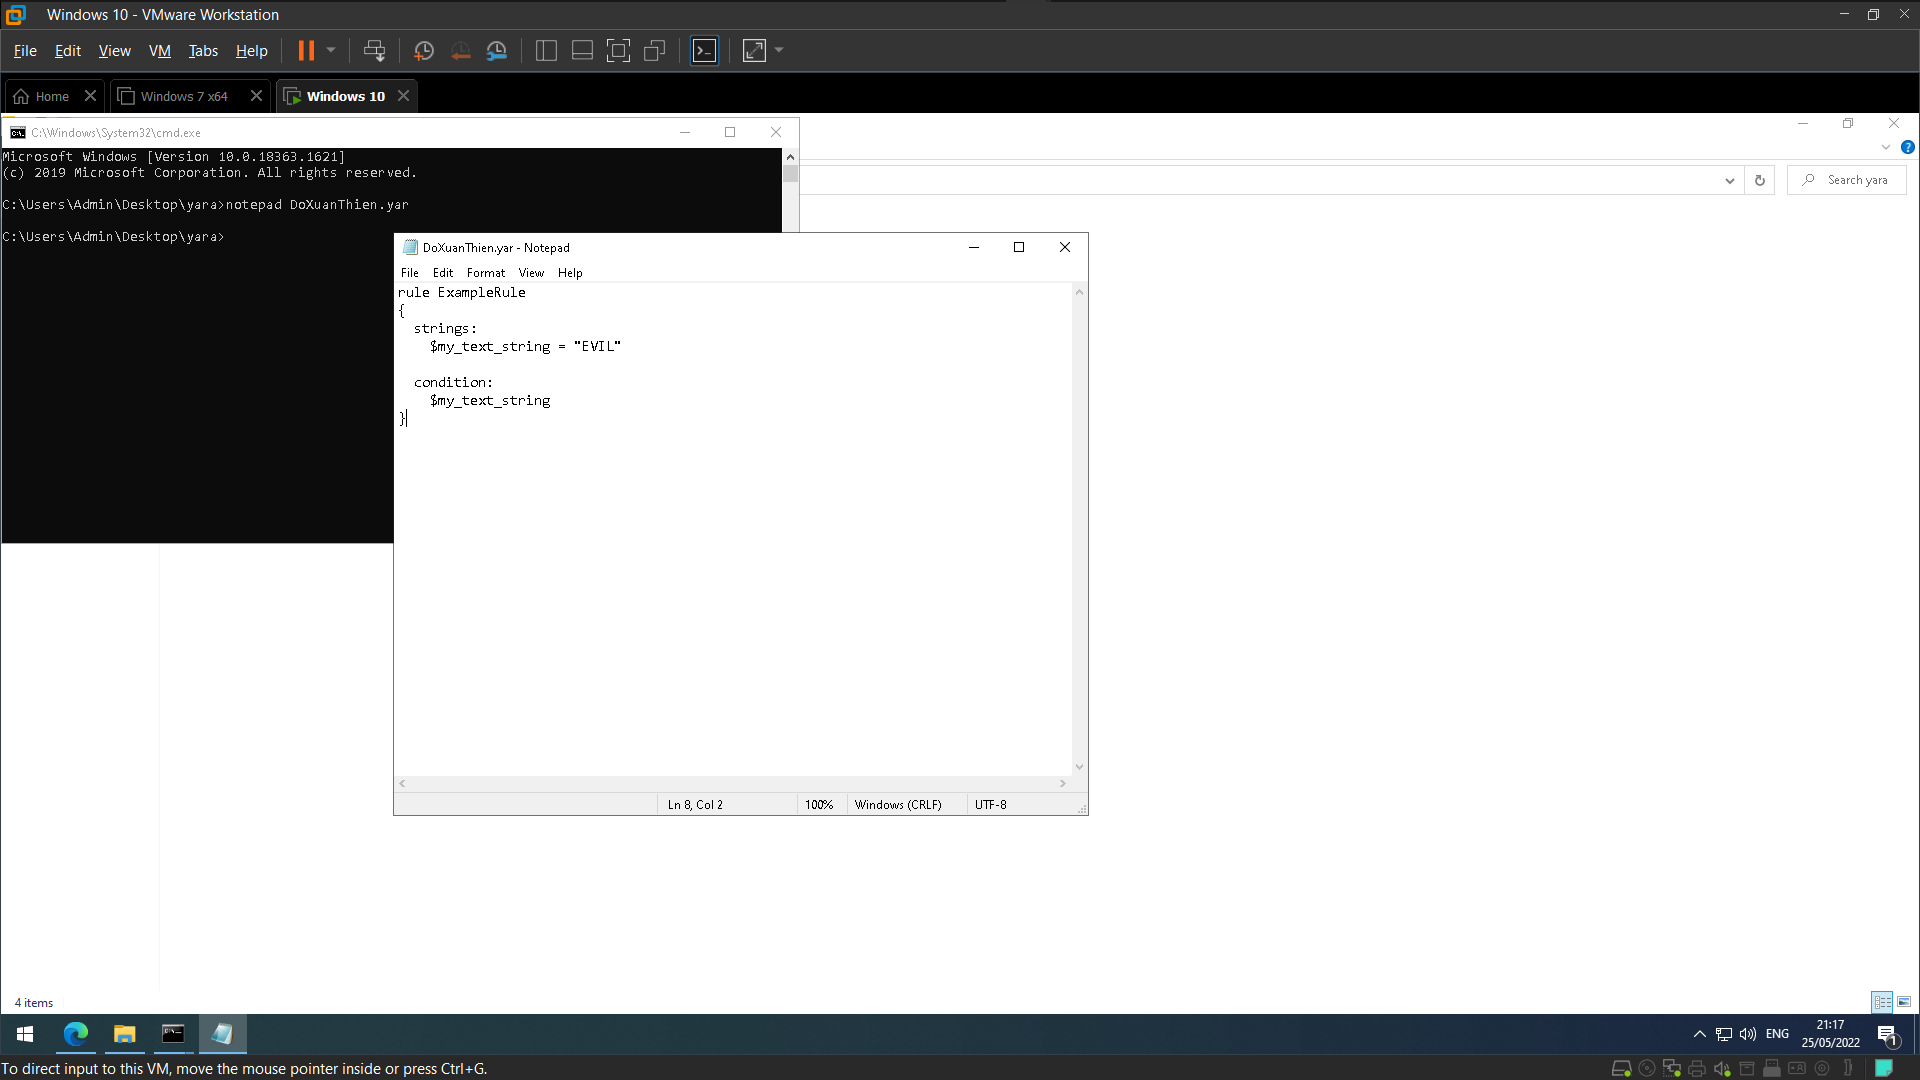 Windows 10 - VMware Workstation
File Edit View VM Tabs Help
Home Windows 7 x64 Windows 10
C:\Windows\System32\cmd.exe
Microsoft Windows [Version 10.0.18363.1621]
(c) 2019 Microsoft Corporation. All rights reserved.
C:\Users\Admin\Desktop\yara>notepad DoXuanThien.yar
C:\Users\Admin\Desktop\yara>
Search yara
DoXuanThien.yar - Notepad
File Edit Format View Help
rule ExampleRule
{
strings:
$my_text_string = "EVIL"
condition:
$my_text_string
}
Ln 8, Col 2 100% Windows (CRLF) UTF-8
4 items
ENG
21:17
25/05/2022
1
To direct input to this VM, move the mouse pointer inside or press Ctrl+G.